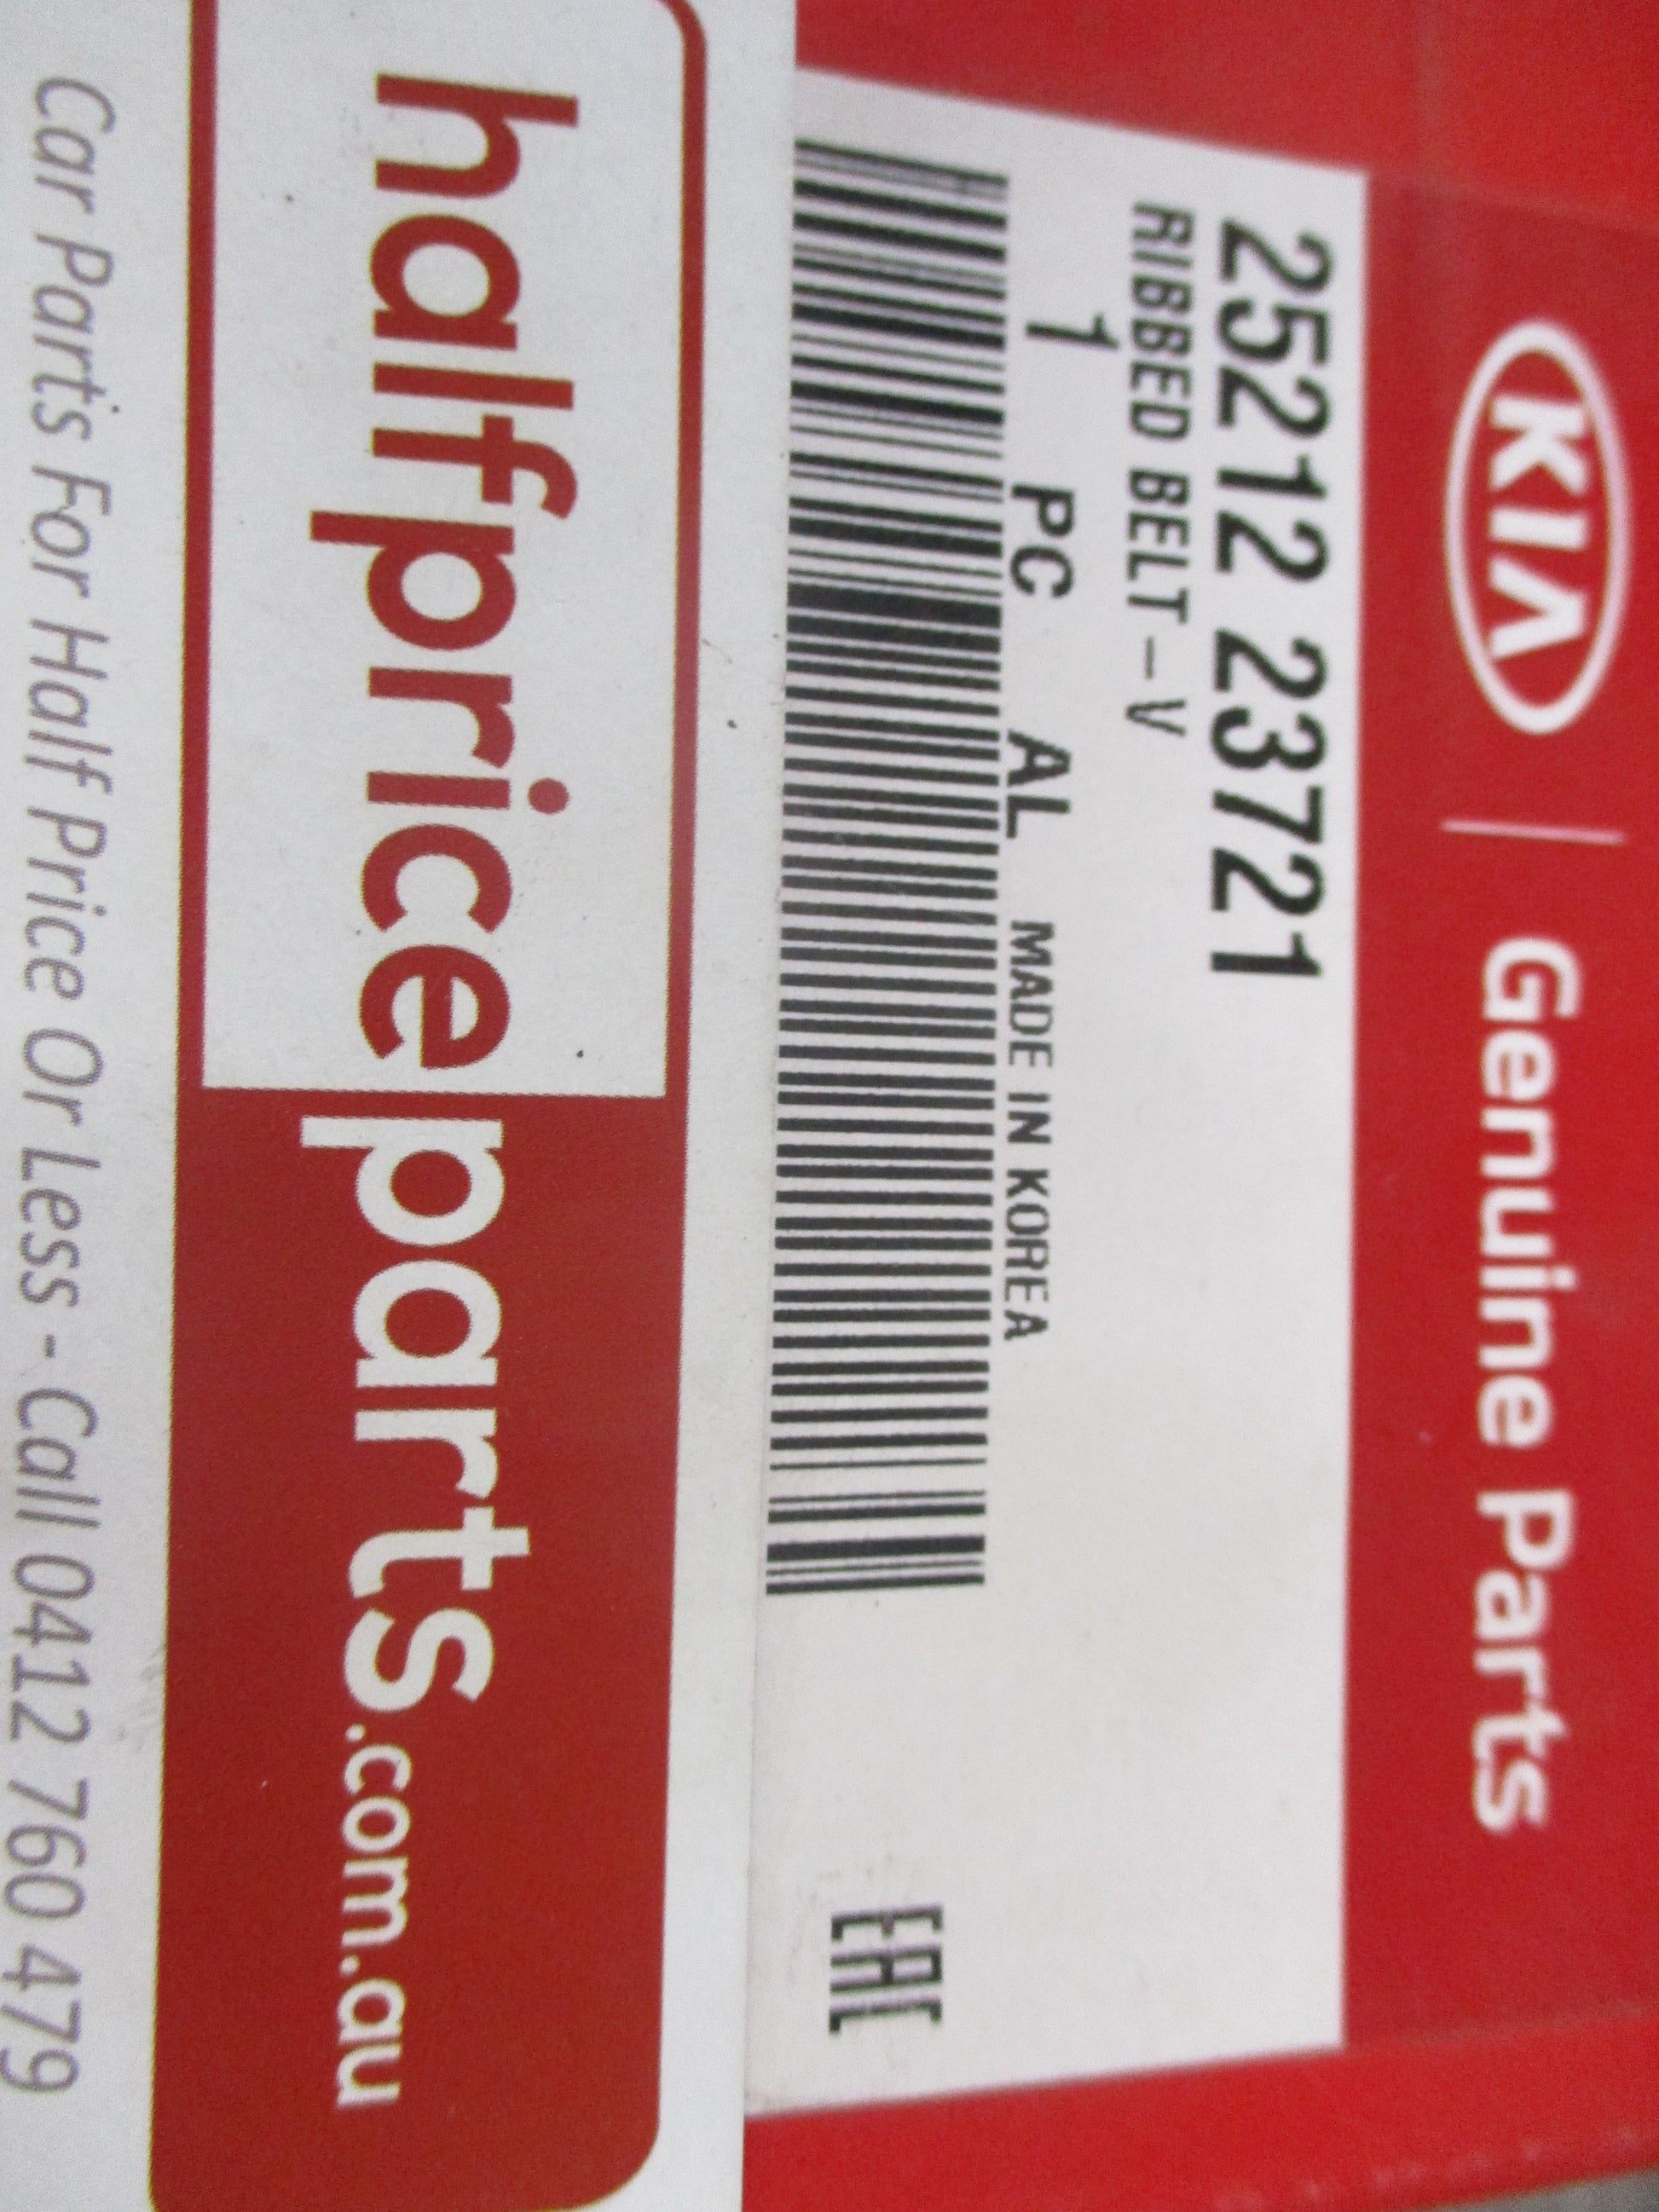 KIA | Genuine Parts
25212 23721
RIBBED BELT-V
1 PC AL MADE IN KOREA
EAC
halfpriceparts.com.au
Car Parts For Half Price Or Less - Call 0412 760 479